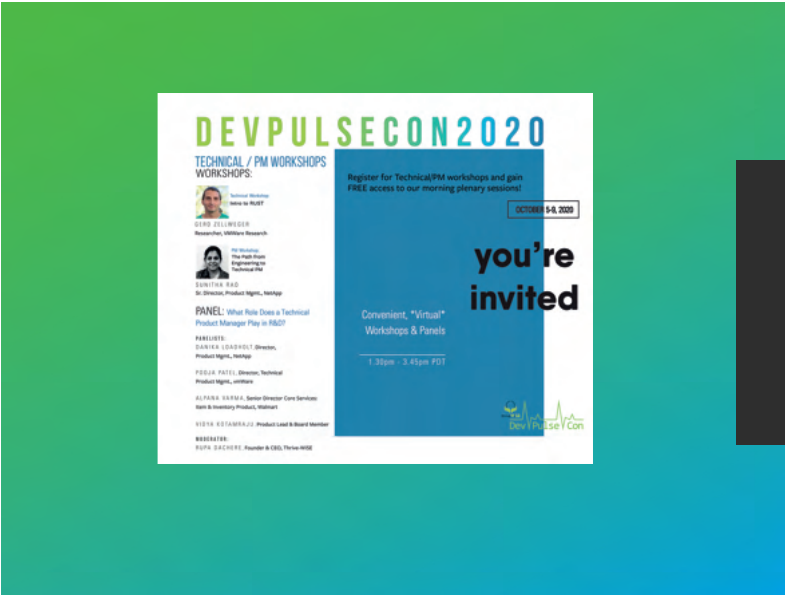 DEVPULSECON2020
TECHNICAL / PM WORKSHOPS
WORKSHOPS:
Technical Workshop
Intro to RUST
GERD ZELLWEGER
Researcher, VMWare Research
PM Workshop
The Path From
Engineering to
Technical PM
SUNITHA RAO
Sr. Director, Product Mgmt., NetApp
PANEL: What Role Does a Technical
Product Manager Play in R&D?
PANELISTS:
DANIKA LOADHOLT, Director,
Product Mgmt., NetApp
POOJA PATEL, Director, Technical
Product Mgmt., vmWare
ALPANA VARMA, Senior Director Core Services:
Item & Inventory Product, Walmart
VIDYA KOTAMRAJU, Product Lead & Board Member
MODERATOR:
RUPA DACHERE, Founder & CEO, Thrive-WISE
Register for Technical/PM workshops and gain
FREE access to our morning plenary sessions!
OCTOBER 5-9, 2020
you're
invited
Convenient, *Virtual*
Workshops & Panels
1.30pm - 3.45pm PDT
Dev Pulse Con